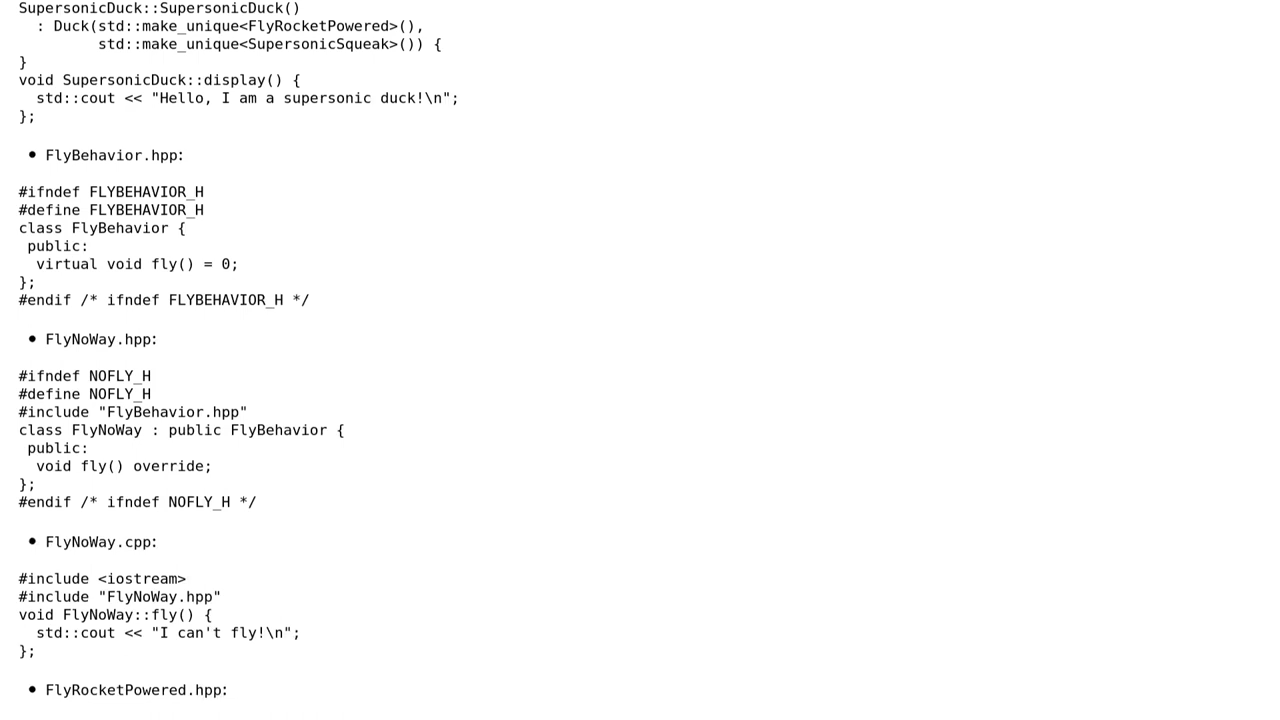 SupersonicDuck::SupersonicDuck()
  : Duck(std::make_unique<FlyRocketPowered>(),
         std::make_unique<SupersonicSqueak>()) {
}
void SupersonicDuck::display() {
  std::cout << "Hello, I am a supersonic duck!\n";
};
• FlyBehavior.hpp:
#ifndef FLYBEHAVIOR_H
#define FLYBEHAVIOR_H
class FlyBehavior {
 public:
  virtual void fly() = 0;
};
#endif /* ifndef FLYBEHAVIOR_H */
• FlyNoWay.hpp:
#ifndef NOFLY_H
#define NOFLY_H
#include "FlyBehavior.hpp"
class FlyNoWay : public FlyBehavior {
 public:
  void fly() override;
};
#endif /* ifndef NOFLY_H */
• FlyNoWay.cpp:
#include <iostream>
#include "FlyNoWay.hpp"
void FlyNoWay::fly() {
  std::cout << "I can't fly!\n";
};
• FlyRocketPowered.hpp: